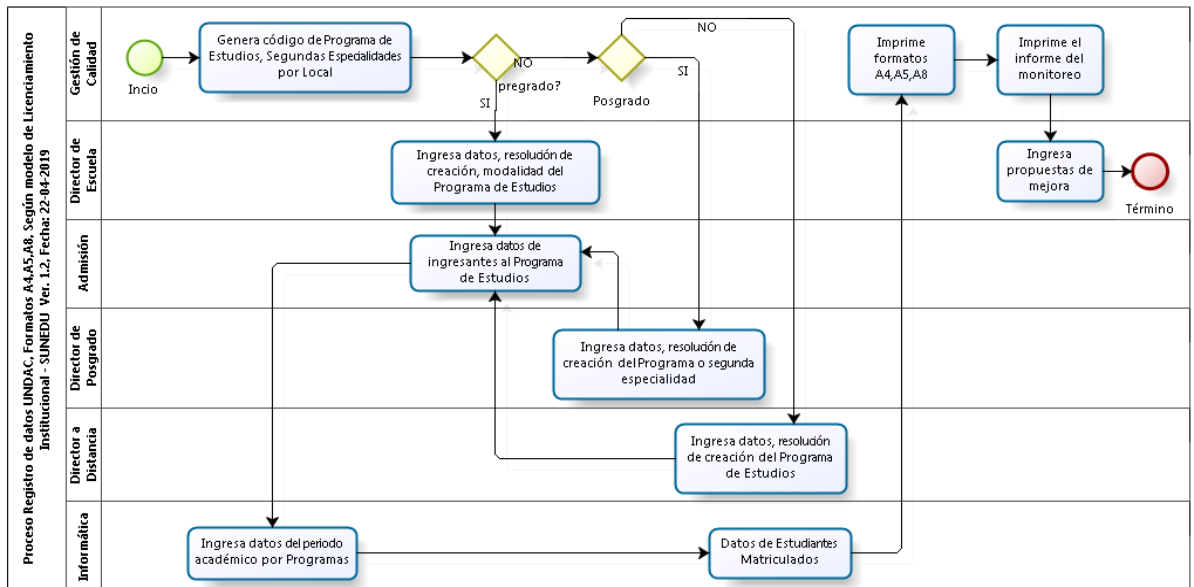 Proceso Registro de datos UNDAC, Formatos A4,A5,A8, Según modelo de Licenciamiento
Institucional - SUNEDU Ver. 1.2, Fecha: 22-04-2019
Gestión de
Calidad
Incio
Genera código de Programa de
Estudios, Segundas Especialidades
por Local
NO
pregrado?
SI
Posgrado
NO
SI
Imprime
formatos
A4,A5,A8
Imprime el
informe del
monitoreo
Director de
Escuela
Ingresa datos, resolución de
creación, modalidad del
Programa de Estudios
Ingresa
propuestas de
mejora
Término
Admisión
Ingresa datos de
ingresantes al Programa
de Estudios
Director de
Posgrado
Ingresa datos, resolución de
creación del Programa o segunda
especialidad
Director a
Distancia
Ingresa datos, resolución
de creación del Programa
de Estudios
Informática
Ingresa datos del periodo
académico por Programas
Datos de Estudiantes
Matriculados